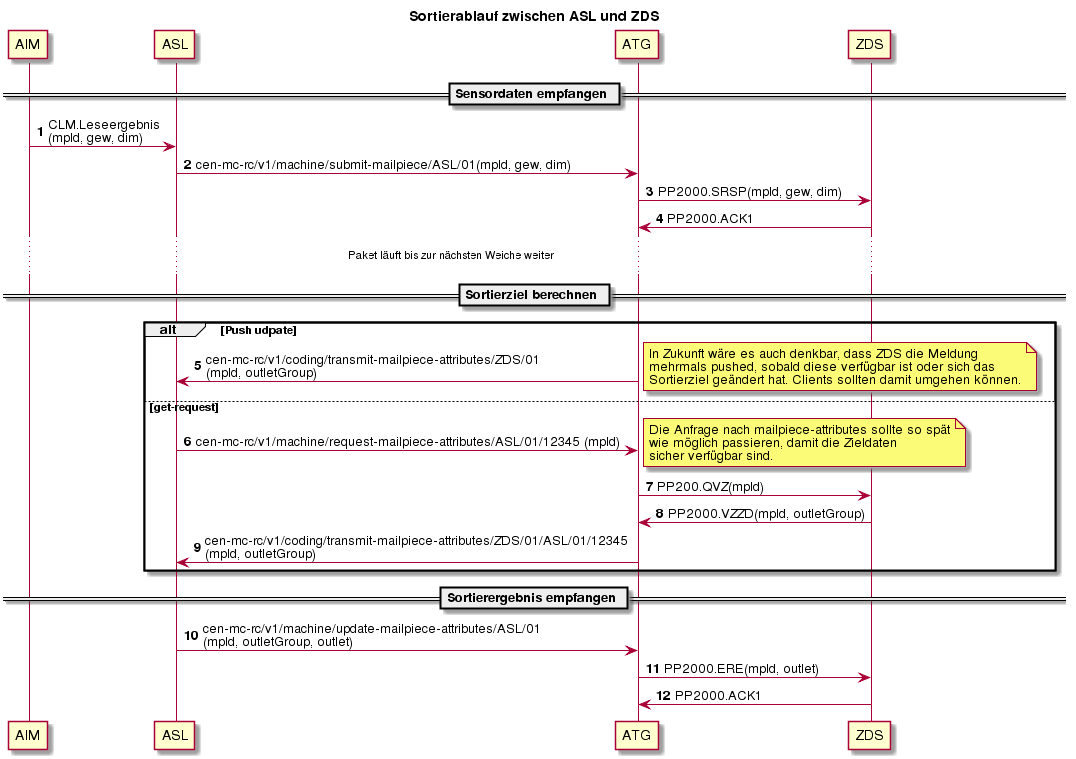 Sortierablauf zwischen ASL und ZDS
AIM
ASL
ATG
ZDS
Sensordaten empfangen
1 CLM.Leseergebnis
(mpId, gew, dim)
2 cen-mc-rc/v1/machine/submit-mailpiece/ASL/01(mpId, gew, dim)
3 PP2000.SRSP(mpId, gew, dim)
4 PP2000.ACK1
Paket läuft bis zur nächsten Weiche weiter
Sortierziel berechnen
alt [Push udpate]
5 cen-mc-rc/v1/coding/transmit-mailpiece-attributes/ZDS/01
(mpId, outletGroup)
In Zukunft wäre es auch denkbar, dass ZDS die Meldung
mehrmals pushed, sobald diese verfügbar ist oder sich das
Sortierziel geändert hat. Clients sollten damit umgehen können.
[get-request]
6 cen-mc-rc/v1/machine/request-mailpiece-attributes/ASL/01/12345 (mpId)
Die Anfrage nach mailpiece-attributes sollte so spät
wie möglich passieren, damit die Zieldaten
sicher verfügbar sind.
7 PP200.QVZ(mpId)
8 PP2000.VZZD(mpId, outletGroup)
9 cen-mc-rc/v1/coding/transmit-mailpiece-attributes/ZDS/01/ASL/01/12345
(mpId, outletGroup)
Sortierergebnis empfangen
10 cen-mc-rc/v1/machine/update-mailpiece-attributes/ASL/01
(mpId, outletGroup, outlet)
11 PP2000.ERE(mpId, outlet)
12 PP2000.ACK1
AIM
ASL
ATG
ZDS